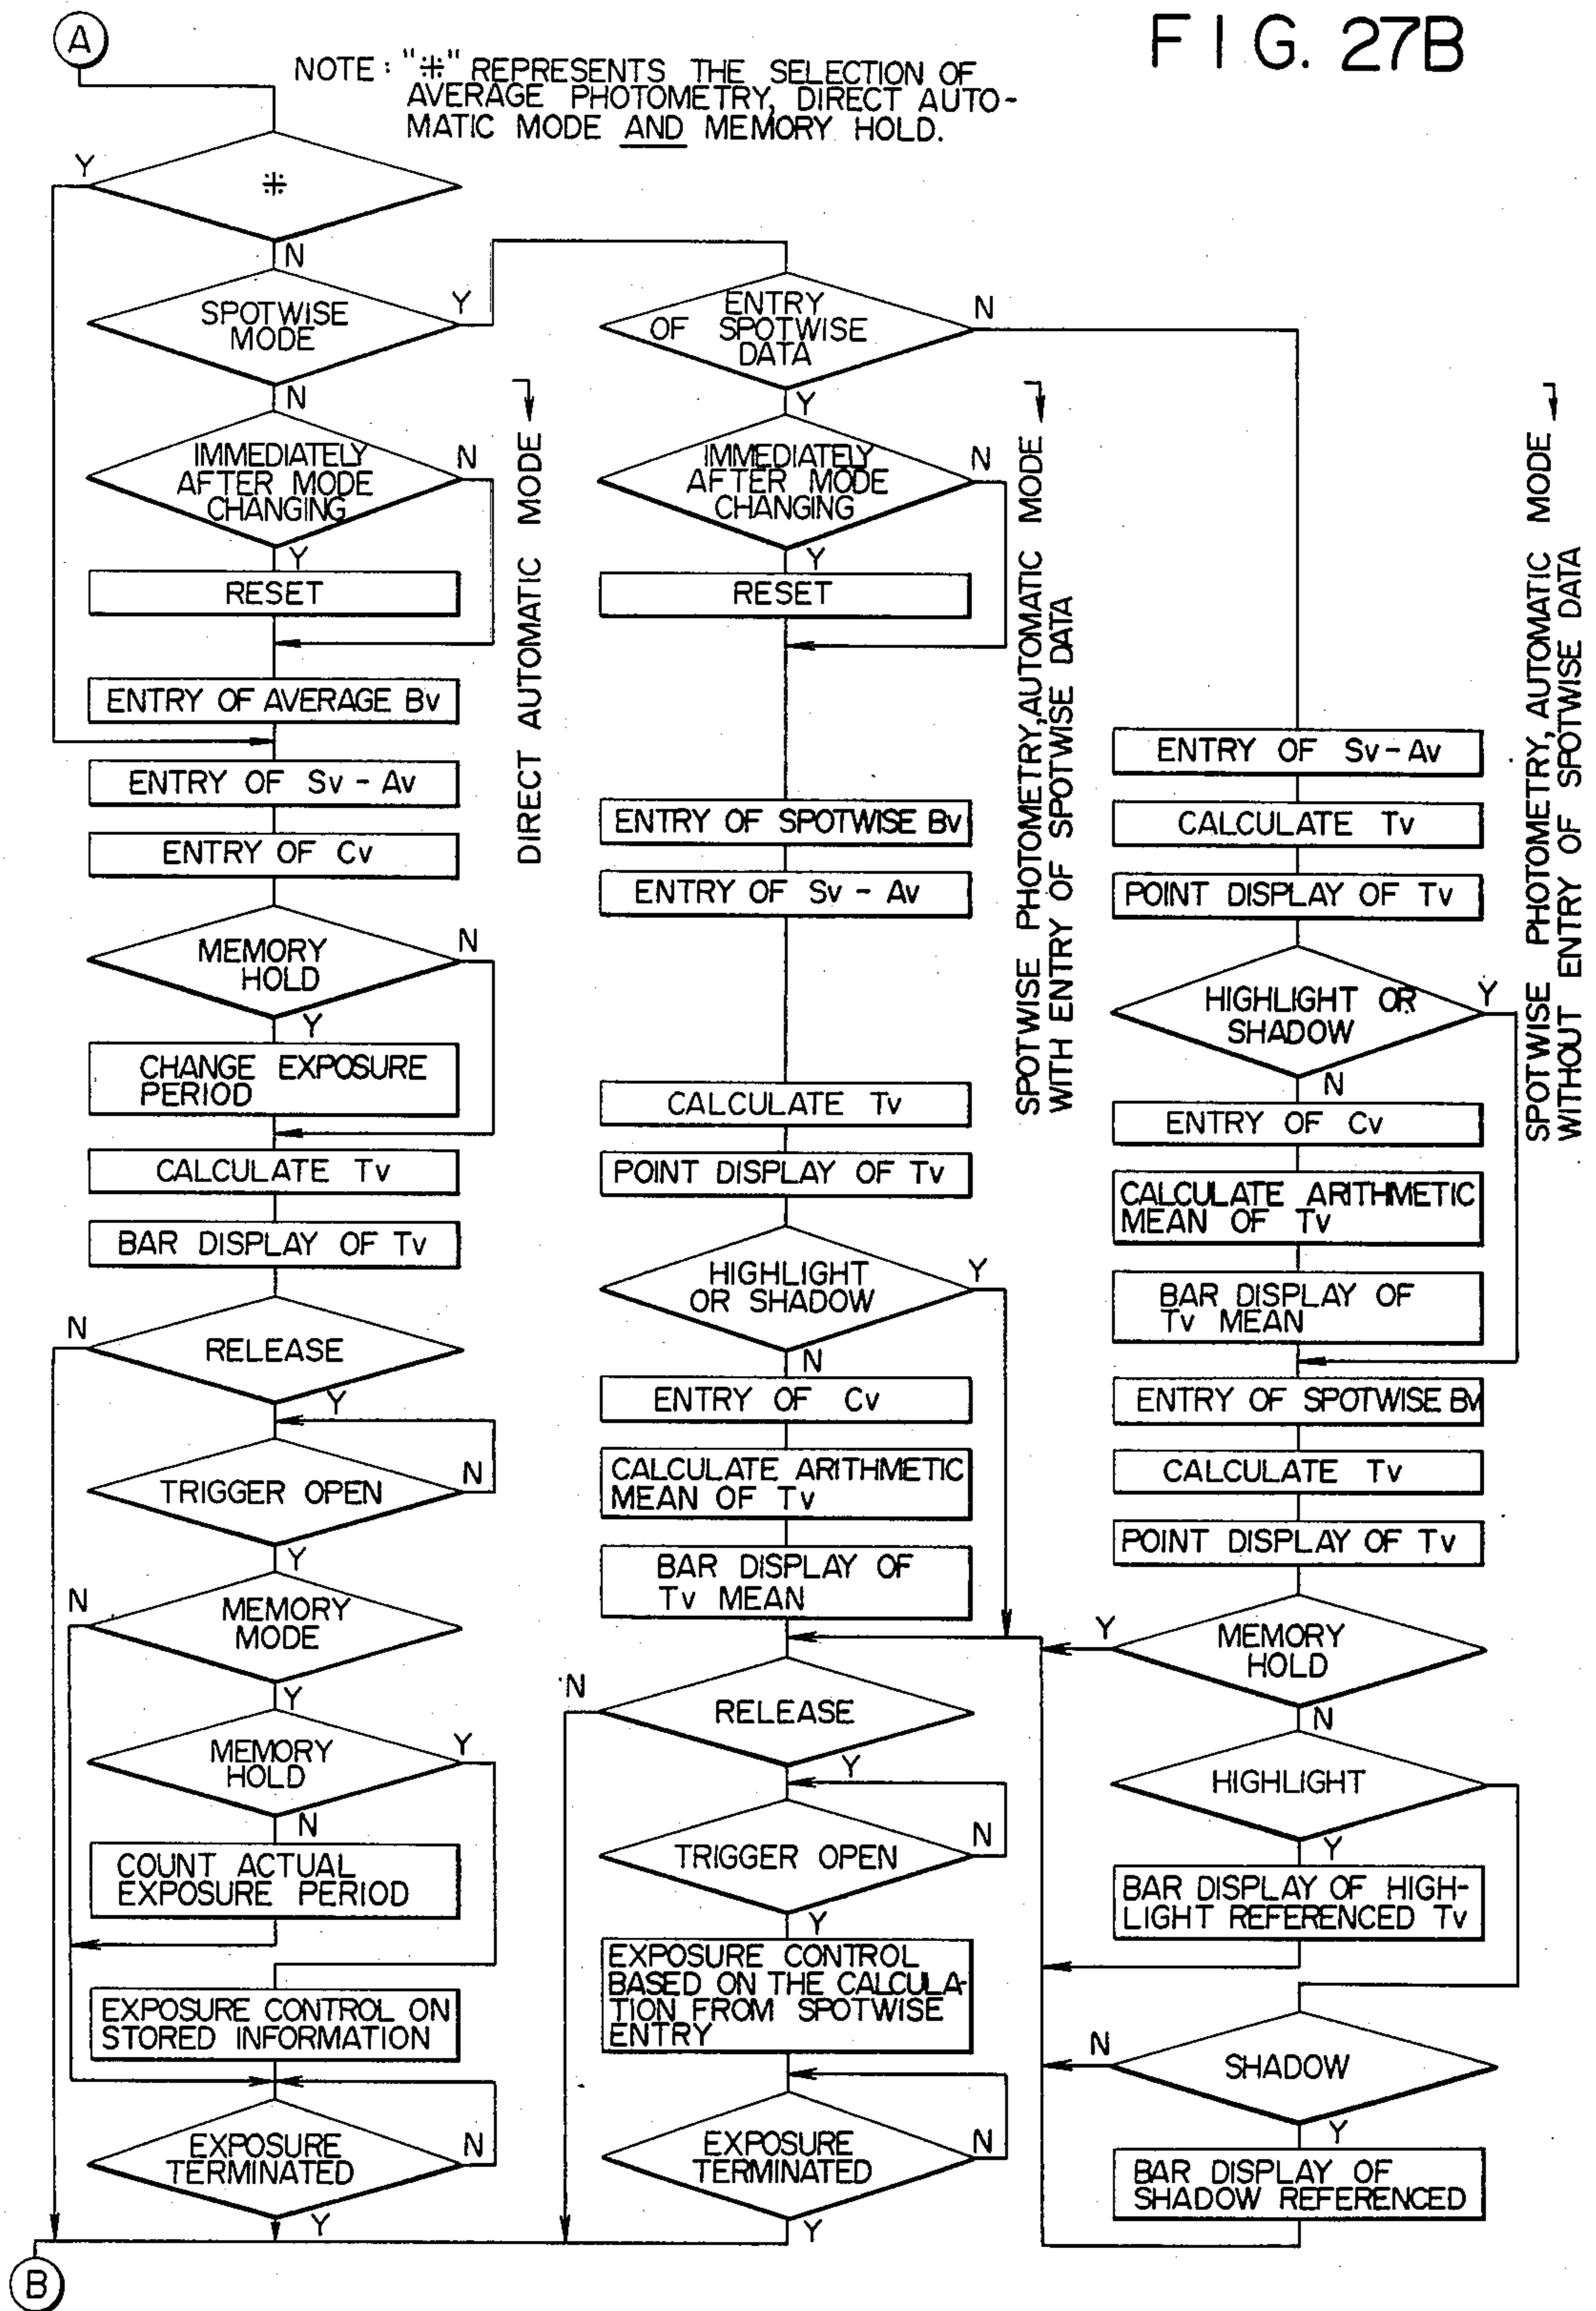 FIG. 27B
A
NOTE : "⁜" REPRESENTS THE SELECTION OF
AVERAGE PHOTOMETRY, DIRECT AUTO-
MATIC MODE AND MEMORY HOLD.
Y
⁜
N
SPOTWISE
MODE
Y
N
IMMEDIATELY
AFTER MODE
CHANGING
N
Y
RESET
ENTRY OF AVERAGE Bv
ENTRY OF Sv - Av
ENTRY OF Cv
MEMORY
HOLD
N
Y
CHANGE EXPOSURE
PERIOD
CALCULATE Tv
BAR DISPLAY OF Tv
N
RELEASE
Y
TRIGGER OPEN
N
Y
N
MEMORY
MODE
Y
MEMORY
HOLD
Y
N
COUNT ACTUAL
EXPOSURE PERIOD
EXPOSURE CONTROL ON
STORED INFORMATION
EXPOSURE
TERMINATED
N
Y
B
DIRECT AUTOMATIC MODE
ENTRY
OF SPOTWISE
DATA
N
Y
IMMEDIATELY
AFTER MODE
CHANGING
N
Y
RESET
ENTRY OF SPOTWISE Bv
ENTRY OF Sv - Av
CALCULATE Tv
POINT DISPLAY OF Tv
HIGHLIGHT
OR SHADOW
Y
N
ENTRY OF Cv
CALCULATE ARITHMETIC
MEAN OF Tv
BAR DISPLAY OF
Tv MEAN
N
RELEASE
Y
TRIGGER OPEN
N
Y
EXPOSURE CONTROL
BASED ON THE CALCULA-
TION FROM SPOTWISE
ENTRY
EXPOSURE
TERMINATED
N
Y
SPOTWISE PHOTOMETRY, AUTOMATIC MODE
WITH ENTRY OF SPOTWISE DATA
ENTRY OF Sv - Av
CALCULATE Tv
POINT DISPLAY OF Tv
HIGHLIGHT OR
SHADOW
Y
N
ENTRY OF Cv
CALCULATE ARITHMETIC
MEAN OF Tv
BAR DISPLAY OF
Tv MEAN
ENTRY OF SPOTWISE Bv
CALCULATE Tv
POINT DISPLAY OF Tv
Y
MEMORY
HOLD
N
HIGHLIGHT
Y
BAR DISPLAY OF HIGH-
LIGHT REFERENCED Tv
N
SHADOW
Y
BAR DISPLAY OF
SHADOW REFERENCED
SPOTWISE PHOTOMETRY, AUTOMATIC MODE
WITHOUT ENTRY OF SPOTWISE DATA